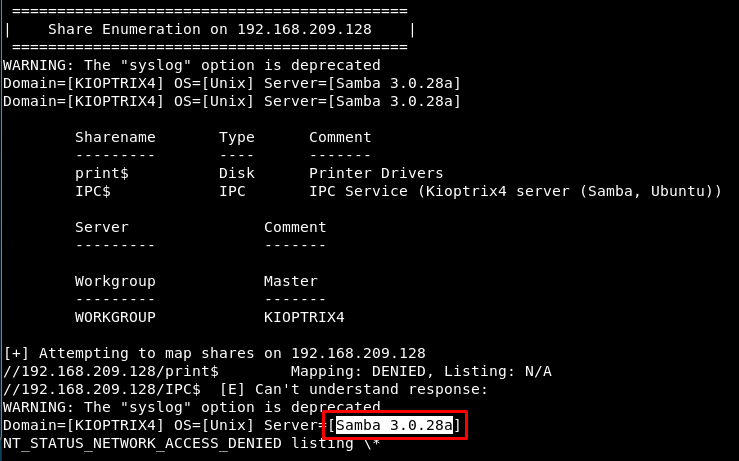 =============================================
|    Share Enumeration on 192.168.209.128    |
=============================================
WARNING: The "syslog" option is deprecated
Domain=[KIOPTRIX4] OS=[Unix] Server=[Samba 3.0.28a]
Domain=[KIOPTRIX4] OS=[Unix] Server=[Samba 3.0.28a]
Sharename       Type      Comment
---------       ----      -------
print$          Disk      Printer Drivers
IPC$            IPC       IPC Service (Kioptrix4 server (Samba, Ubuntu))
Server               Comment
---------            -------
Workgroup            Master
---------            -------
WORKGROUP            KIOPTRIX4
[+] Attempting to map shares on 192.168.209.128
//192.168.209.128/print$        Mapping: DENIED, Listing: N/A
//192.168.209.128/IPC$  [E] Can't understand response:
WARNING: The "syslog" option is deprecated
Domain=[KIOPTRIX4] OS=[Unix] Server=[Samba 3.0.28a]
NT_STATUS_NETWORK_ACCESS_DENIED listing \*